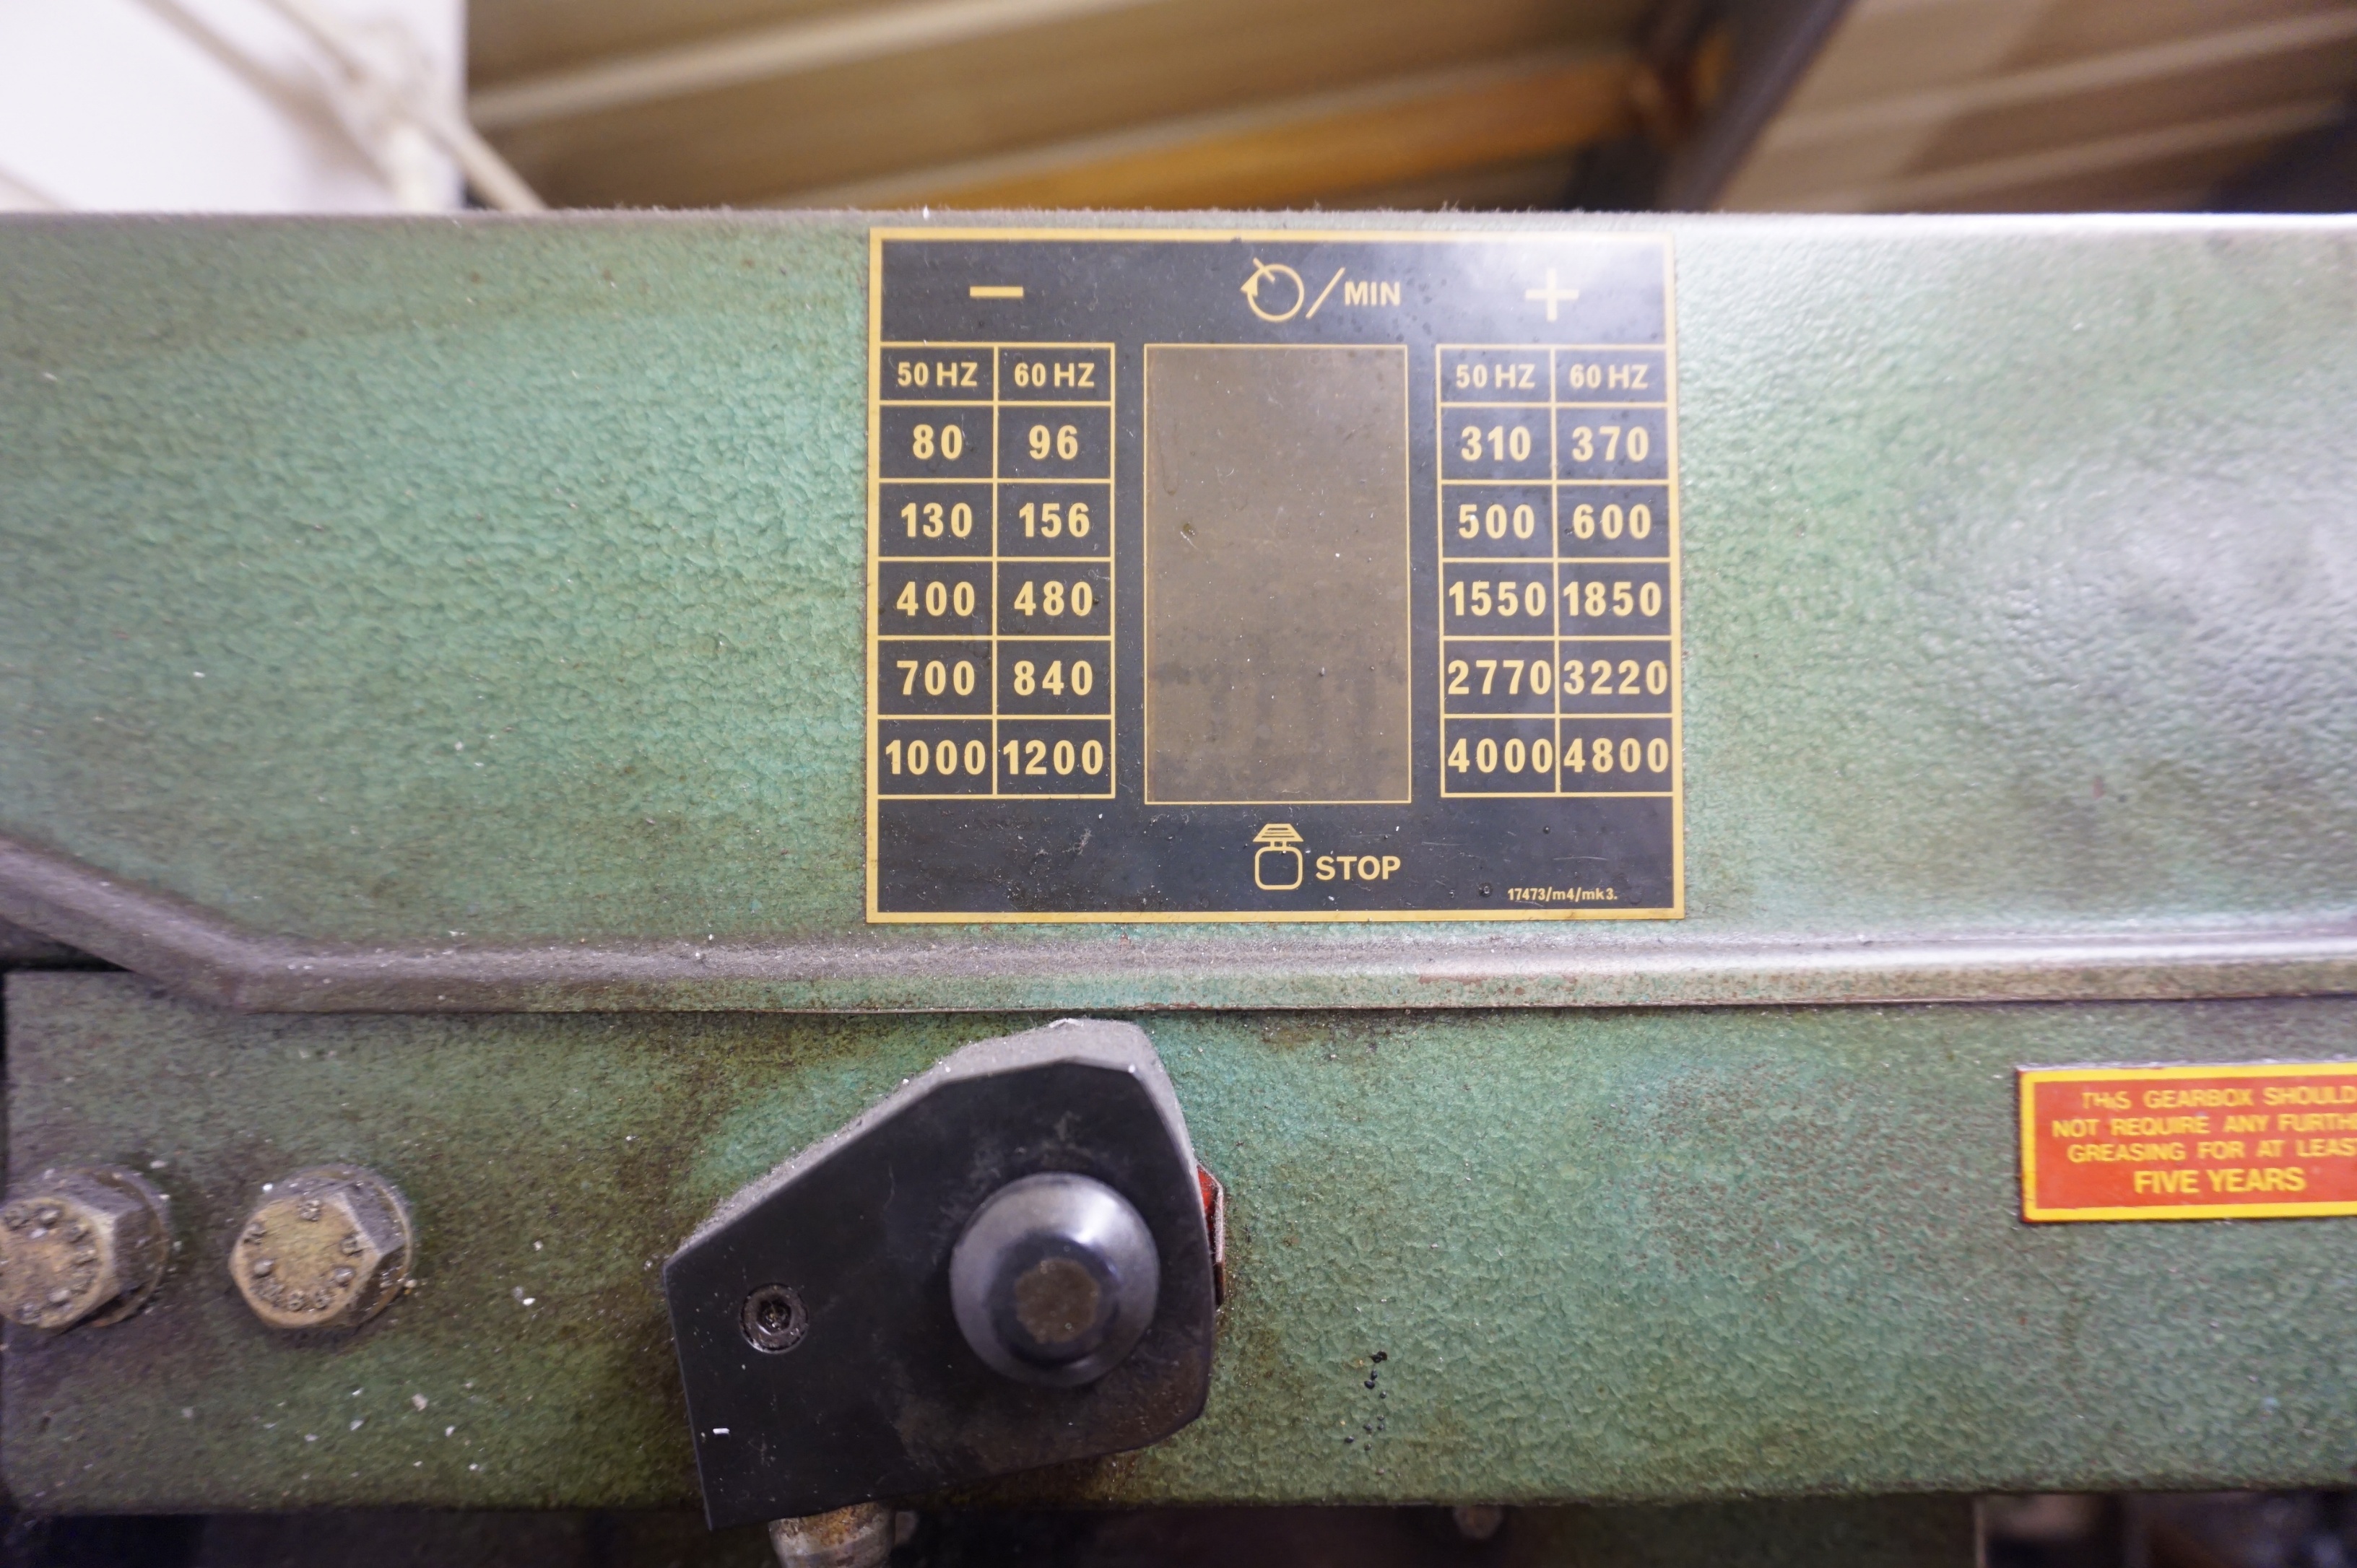 − /MIN +
50 HZ 60 HZ 50 HZ 60 HZ
80 96 310 370
130 156 500 600
400 480 1550 1850
700 840 2770 3220
1000 1200 4000 4800
STOP
17473/m4/mk3.
THIS GEARBOX SHOULD
NOT REQUIRE ANY FURTH
GREASING FOR AT LEAST
FIVE YEARS